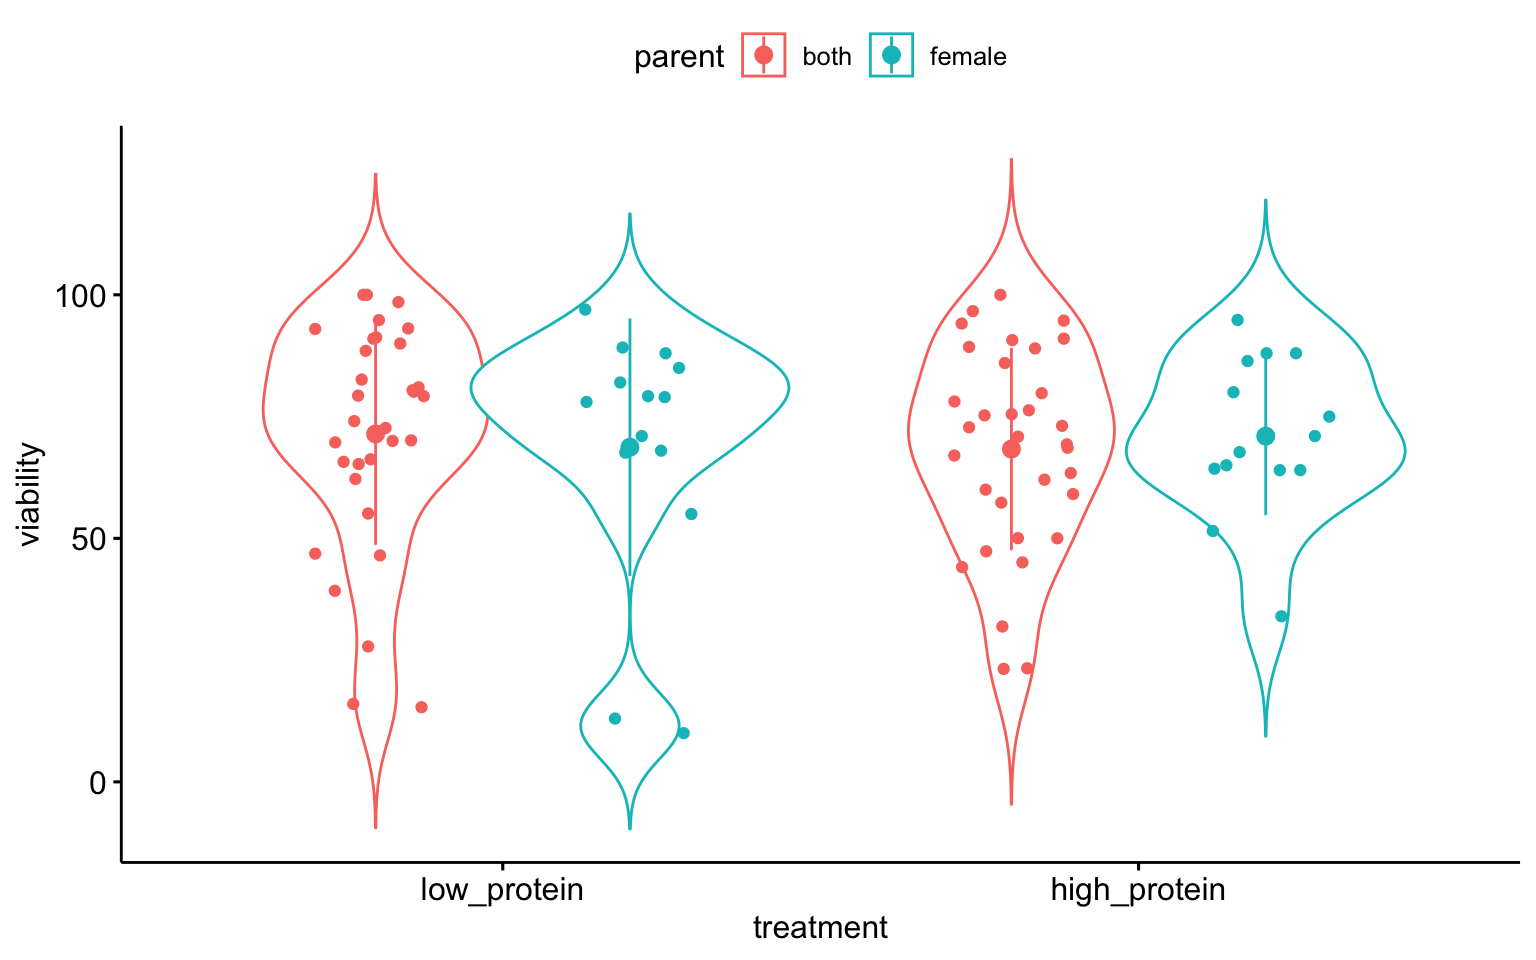 parent both female
viability
100
50
0
low_protein high_protein
treatment